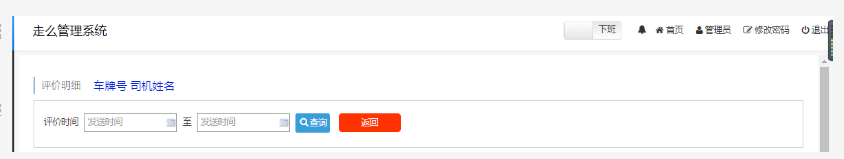 走么管理系统 下班 首页 管理员 修改密码 退出
评价明细 车牌号 司机姓名
评价时间 发送时间 至 发送时间 查询 返回